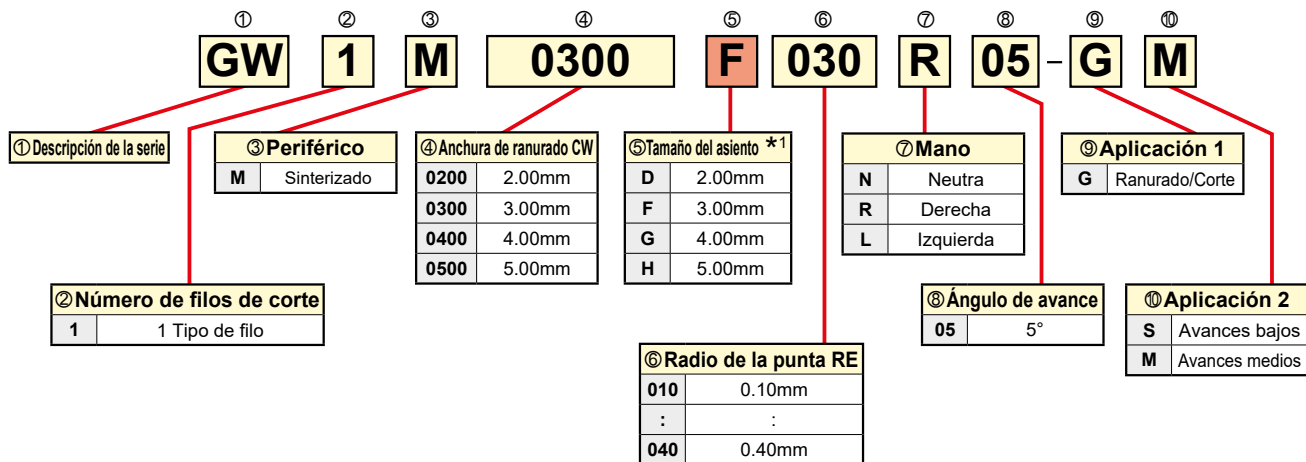 ① ② ③ ④ ⑤ ⑥ ⑦ ⑧ ⑨ ⑩
GW 1 M 0300 F 030 R 05 - G M
①Descripción de la serie
③Periférico
M Sinterizado
④Anchura de ranurado CW
0200 2.00mm
0300 3.00mm
0400 4.00mm
0500 5.00mm
⑤Tamaño del asiento *1
D 2.00mm
F 3.00mm
G 4.00mm
H 5.00mm
⑦Mano
N Neutra
R Derecha
L Izquierda
⑨Aplicación 1
G Ranurado/Corte
②Número de filos de corte
1 1 Tipo de filo
⑧Ángulo de avance
05 5°
⑩Aplicación 2
S Avances bajos
M Avances medios
⑥Radio de la punta RE
010 0.10mm
: :
040 0.40mm